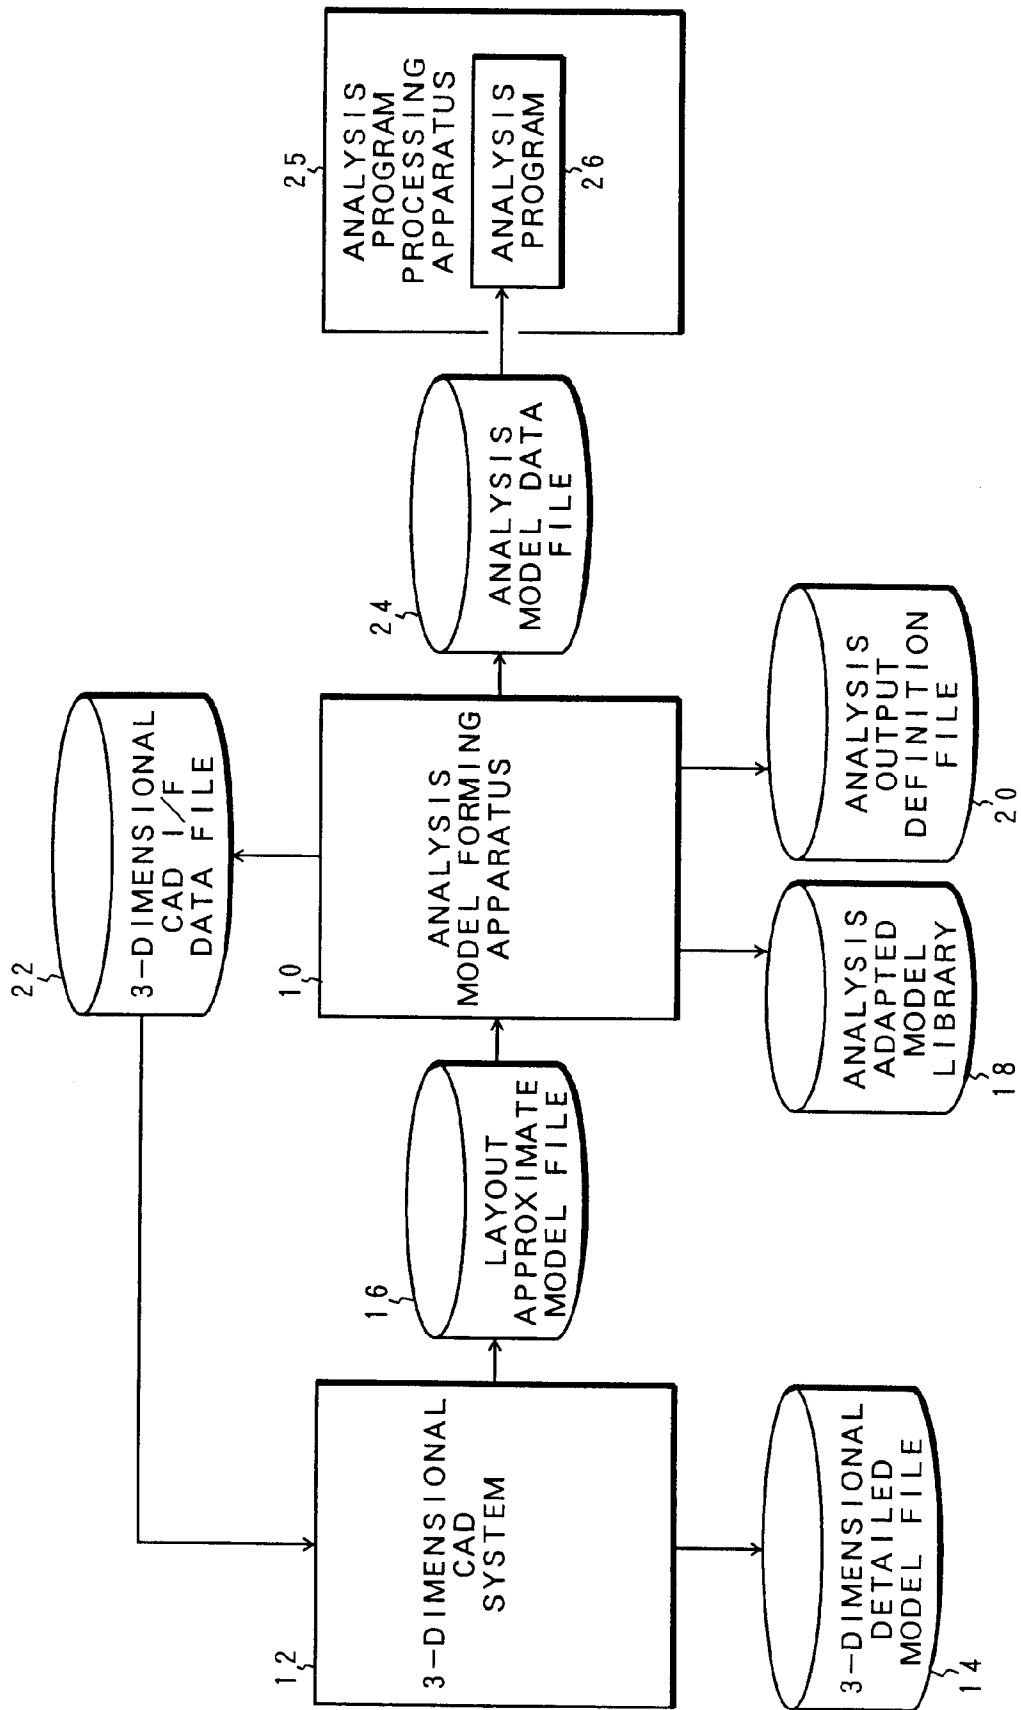 22
3-DIMENSIONAL
CAD I/F
DATA FILE
12
3-DIMENSIONAL
CAD
SYSTEM
16
LAYOUT
APPROXIMATE
MODEL FILE
10
ANALYSIS
MODEL FORMING
APPARATUS
24
ANALYSIS
MODEL DATA
FILE
25
ANALYSIS
PROGRAM
PROCESSING
APPARATUS
ANALYSIS
PROGRAM
26
3-DIMENSIONAL
DETAILED
MODEL FILE
14
ANALYSIS
ADAPTED
MODEL
LIBRARY
18
ANALYSIS
OUTPUT
DEFINITION
FILE
20